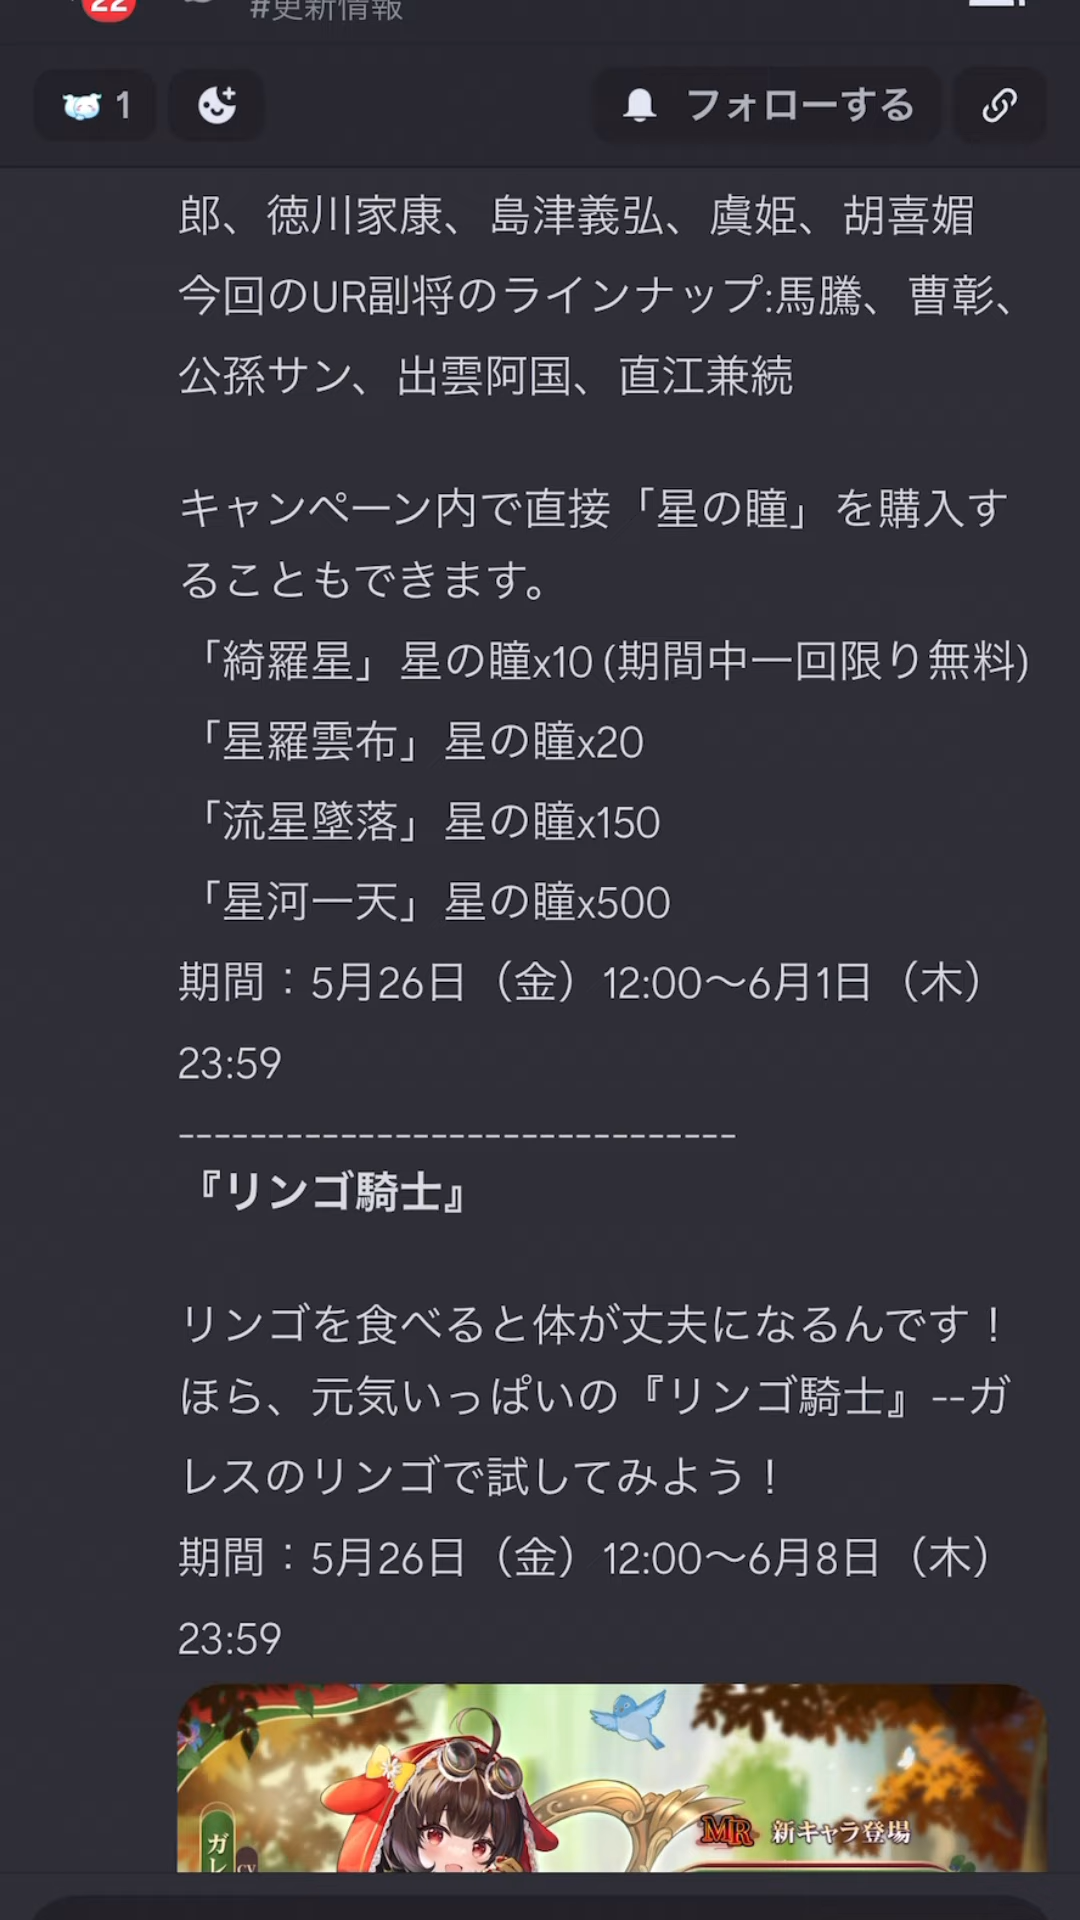 22
#更新情報
1
フォローする
郎、徳川家康、島津義弘、虞姫、胡喜媚
今回のUR副将のラインナップ:馬騰、曹彰、
公孫サン、出雲阿国、直江兼続
キャンペーン内で直接「星の瞳」を購入す
ることもできます。
「綺羅星」星の瞳x10(期間中一回限り無料)
「星羅雲布」星の瞳x20
「流星墜落」星の瞳x150
「星河一天」星の瞳x500
期間：5月26日（金）12:00〜6月1日（木）
23:59
-------------------------------
『リンゴ騎士』
リンゴを食べると体が丈夫になるんです！
ほら、元気いっぱいの『リンゴ騎士』--ガ
レスのリンゴで試してみよう！
期間：5月26日（金）12:00〜6月8日（木）
23:59
MR 新キャラ登場
ガレ
CV